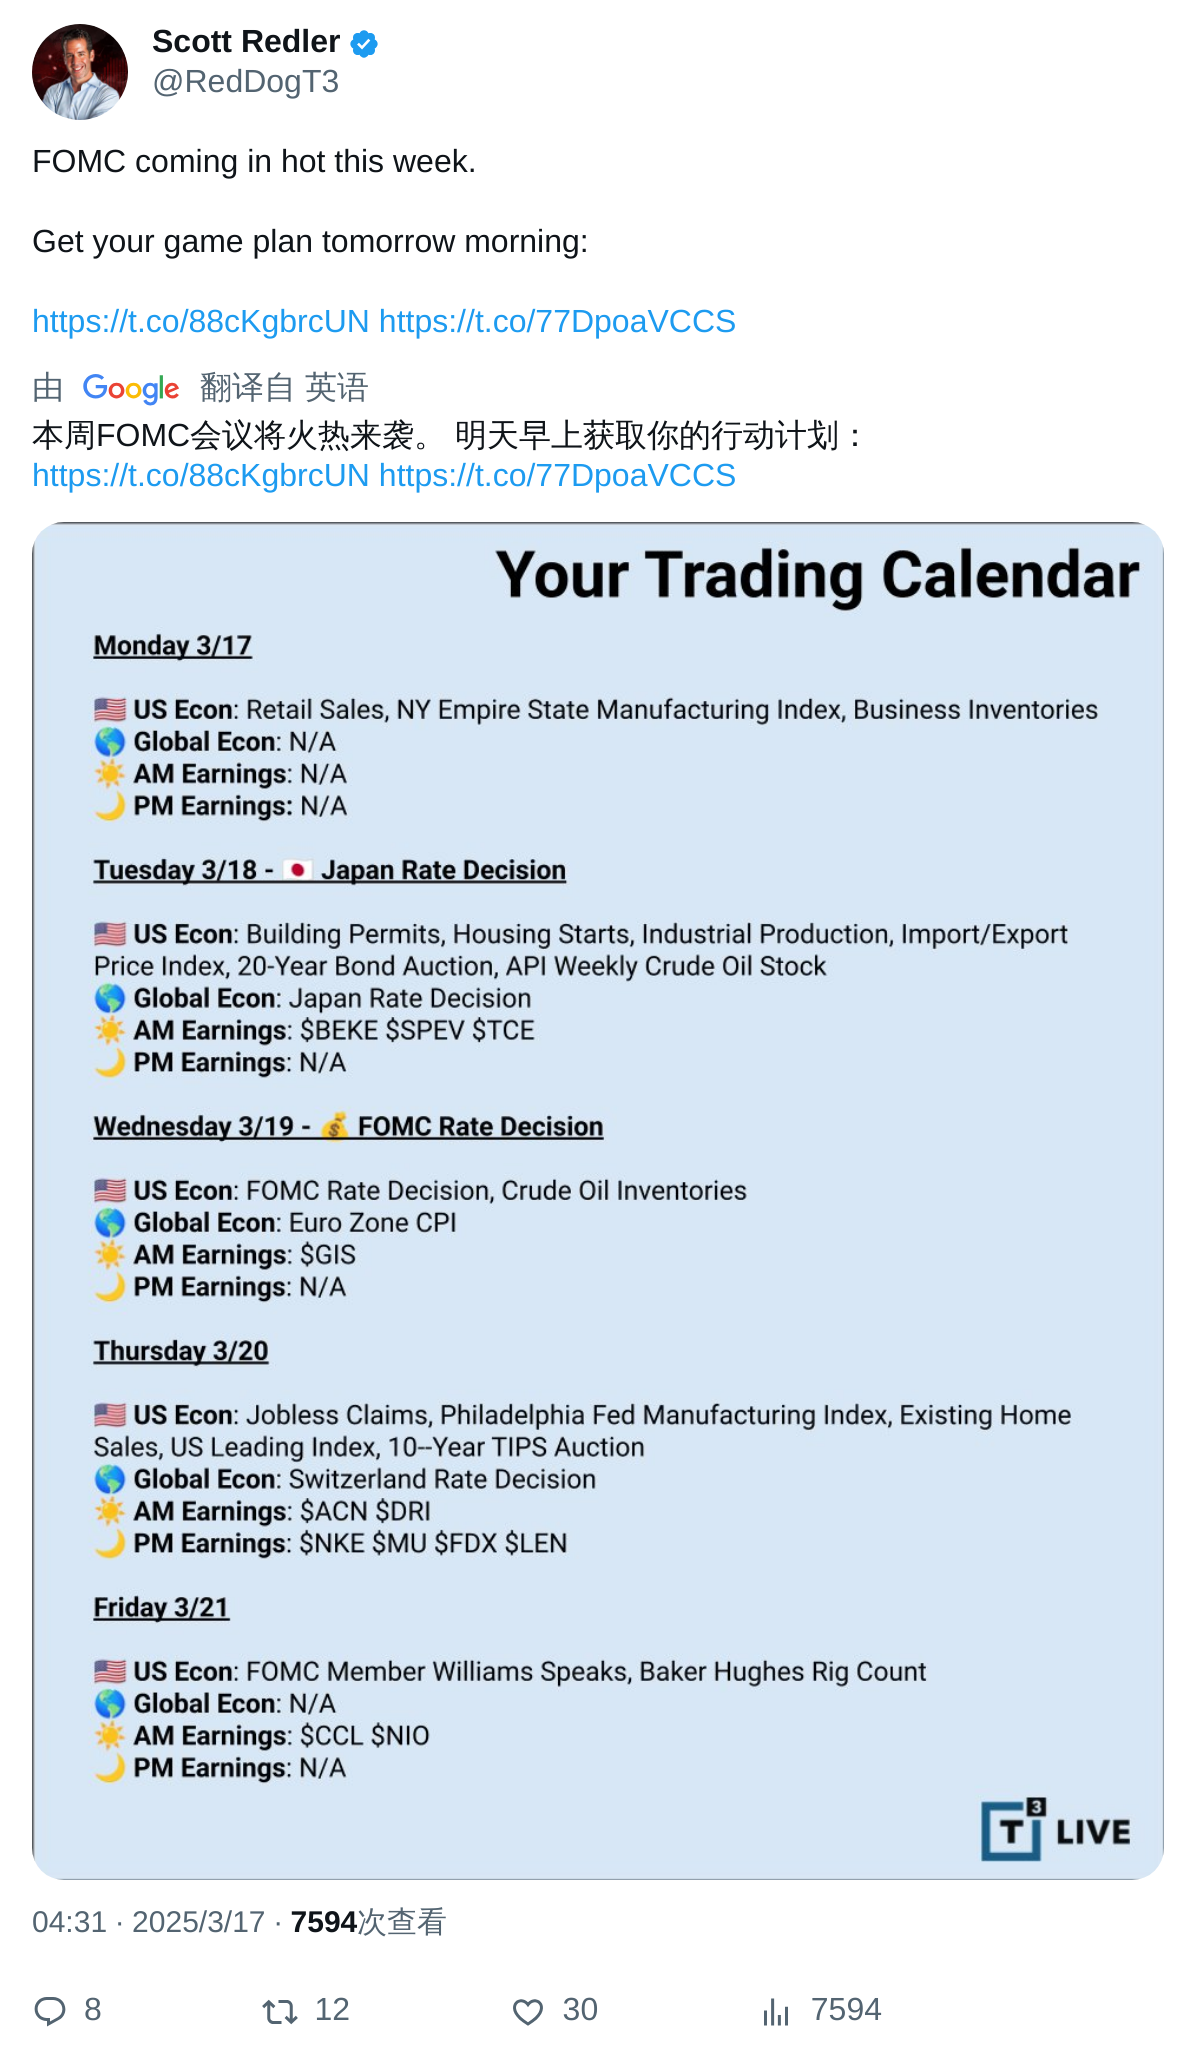 Scott Redler
@RedDogT3
FOMC coming in hot this week.
Get your game plan tomorrow morning:
https://t.co/88cKgbrcUN https://t.co/77DpoaVCCS
由 Google 翻译自 英语
本周FOMC会议将火热来袭。 明天早上获取你的行动计划：
https://t.co/88cKgbrcUN https://t.co/77DpoaVCCS
Your Trading Calendar
Monday 3/17
US Econ: Retail Sales, NY Empire State Manufacturing Index, Business Inventories
Global Econ: N/A
AM Earnings: N/A
PM Earnings: N/A
Tuesday 3/18 - Japan Rate Decision
US Econ: Building Permits, Housing Starts, Industrial Production, Import/Export
Price Index, 20-Year Bond Auction, API Weekly Crude Oil Stock
Global Econ: Japan Rate Decision
AM Earnings: $BEKE $SPEV $TCE
PM Earnings: N/A
Wednesday 3/19 - FOMC Rate Decision
US Econ: FOMC Rate Decision, Crude Oil Inventories
Global Econ: Euro Zone CPI
AM Earnings: $GIS
PM Earnings: N/A
Thursday 3/20
US Econ: Jobless Claims, Philadelphia Fed Manufacturing Index, Existing Home
Sales, US Leading Index, 10--Year TIPS Auction
Global Econ: Switzerland Rate Decision
AM Earnings: $ACN $DRI
PM Earnings: $NKE $MU $FDX $LEN
Friday 3/21
US Econ: FOMC Member Williams Speaks, Baker Hughes Rig Count
Global Econ: N/A
AM Earnings: $CCL $NIO
PM Earnings: N/A
T3 LIVE
04:31 · 2025/3/17 · 7594次查看
8 12 30 7594